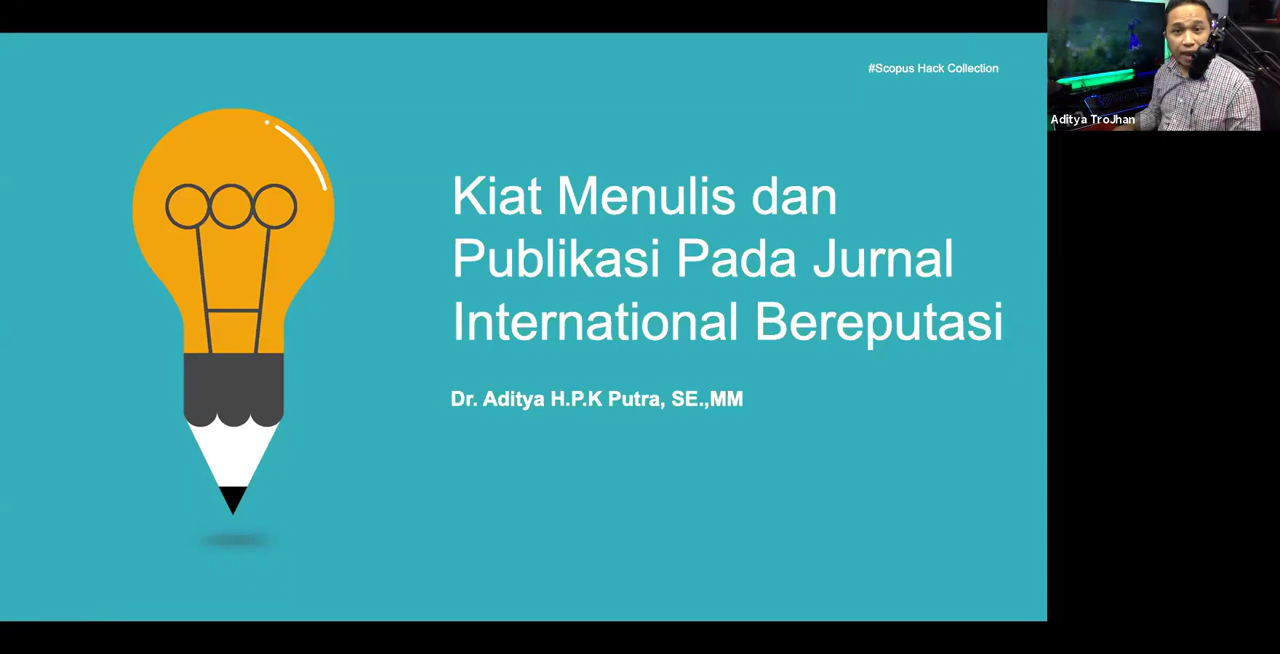 #Scopus Hack Collection
Aditya TroJhan
Kiat Menulis dan
Publikasi Pada Jurnal
International Bereputasi
Dr. Aditya H.P.K Putra, SE.,MM